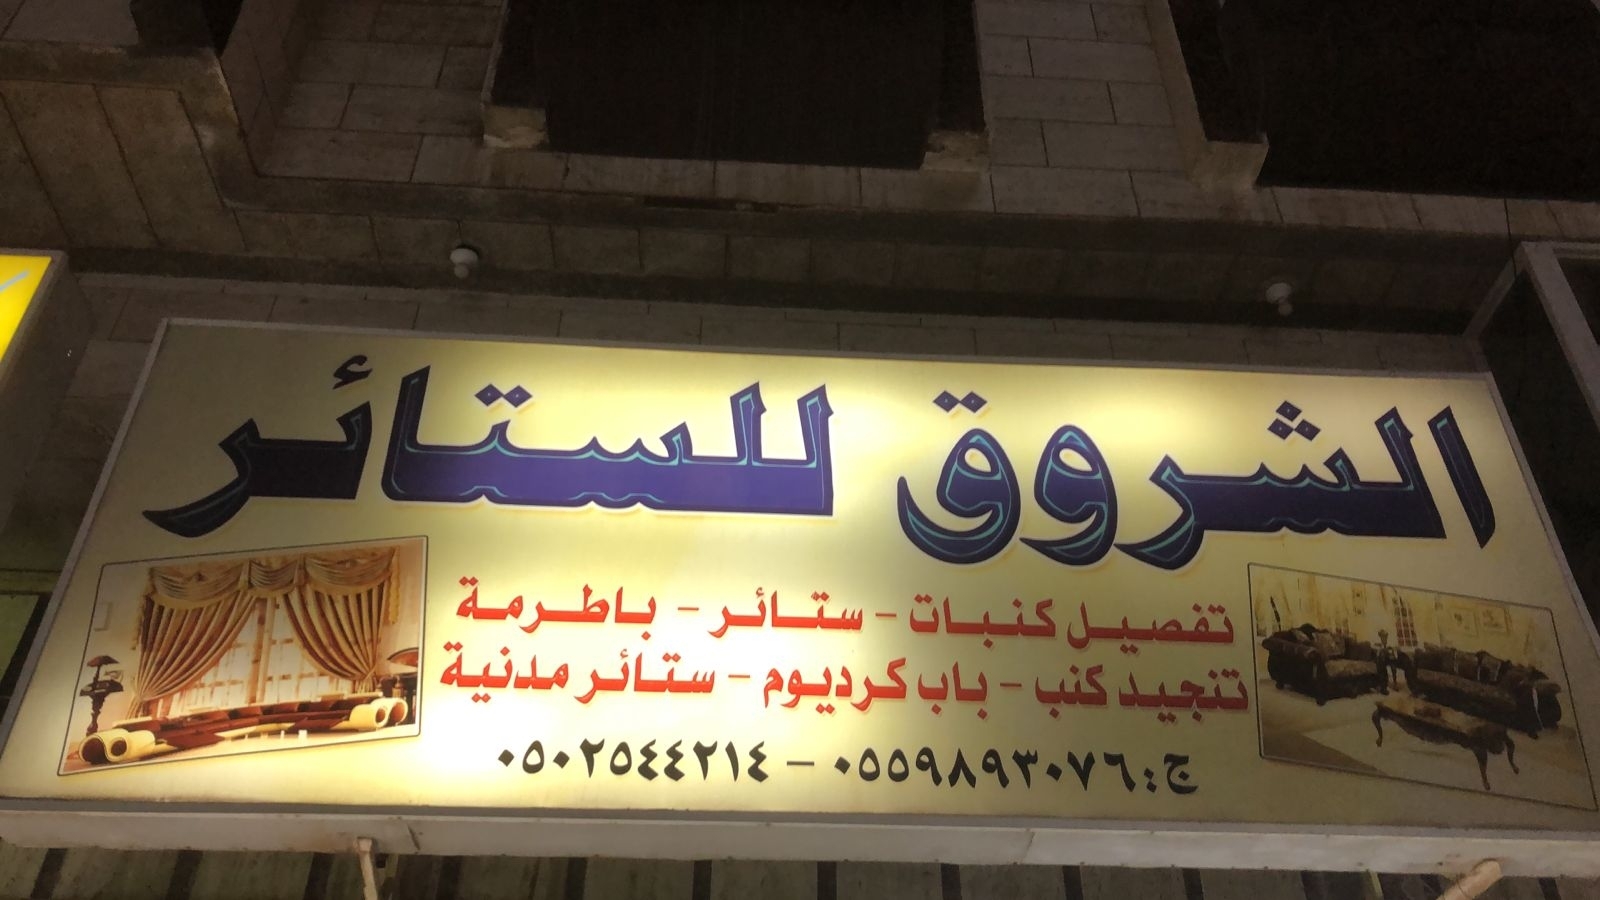 الشروق للستائر
تفصيل كنبات - ستائر - باطرمة
تنجيد كنب - باب كرديوم - ستائر مدنية
ج: ٠٥٥٩٨٩٣٠٧٦ - ٠٥٠٢٥٤٤٢١٤